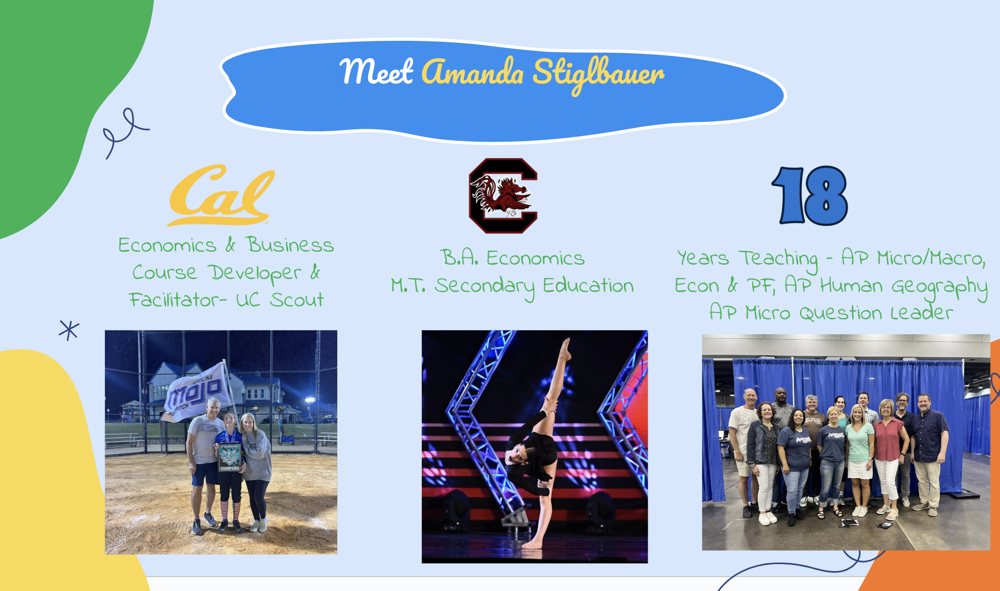 Meet Amanda Stiglbauer
Cal
Economics & Business
Course Developer &
Facilitator- UC Scout
C
B.A. Economics
M.T. Secondary Education
18
Years Teaching - AP Micro/Macro,
Econ & PF, AP Human Geography
AP Micro Question Leader
CAROLINA
mojo
TOP GUN
CHAMPIONS